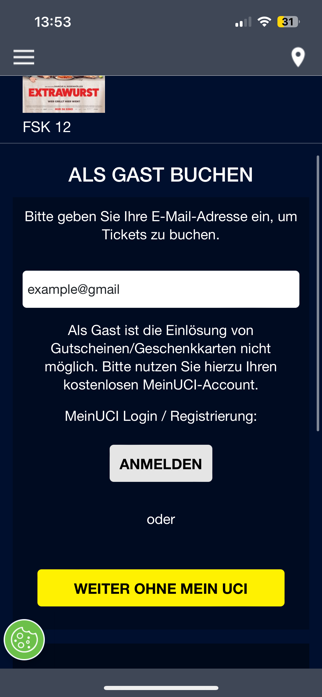 13:53
31
EXTRAWURST
FSK 12
ALS GAST BUCHEN
Bitte geben Sie Ihre E-Mail-Adresse ein, um
Tickets zu buchen.
example@gmail
Als Gast ist die Einlösung von
Gutscheinen/Geschenkkarten nicht
möglich. Bitte nutzen Sie hierzu Ihren
kostenlosen MeinUCI-Account.
MeinUCI Login / Registrierung:
ANMELDEN
oder
WEITER OHNE MEIN UCI